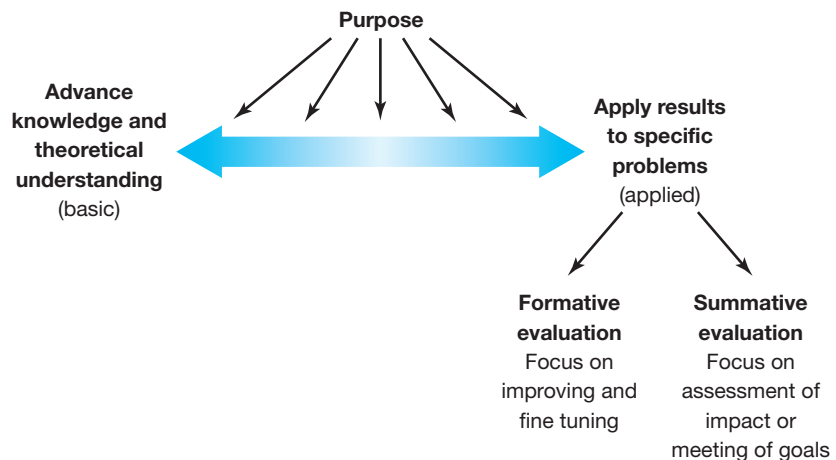 Purpose
Advance
knowledge and
theoretical
understanding
(basic)
Apply results
to specific
problems
(applied)
Formative
evaluation
Focus on
improving and
fine tuning
Summative
evaluation
Focus on
assessment of
impact or
meeting of goals